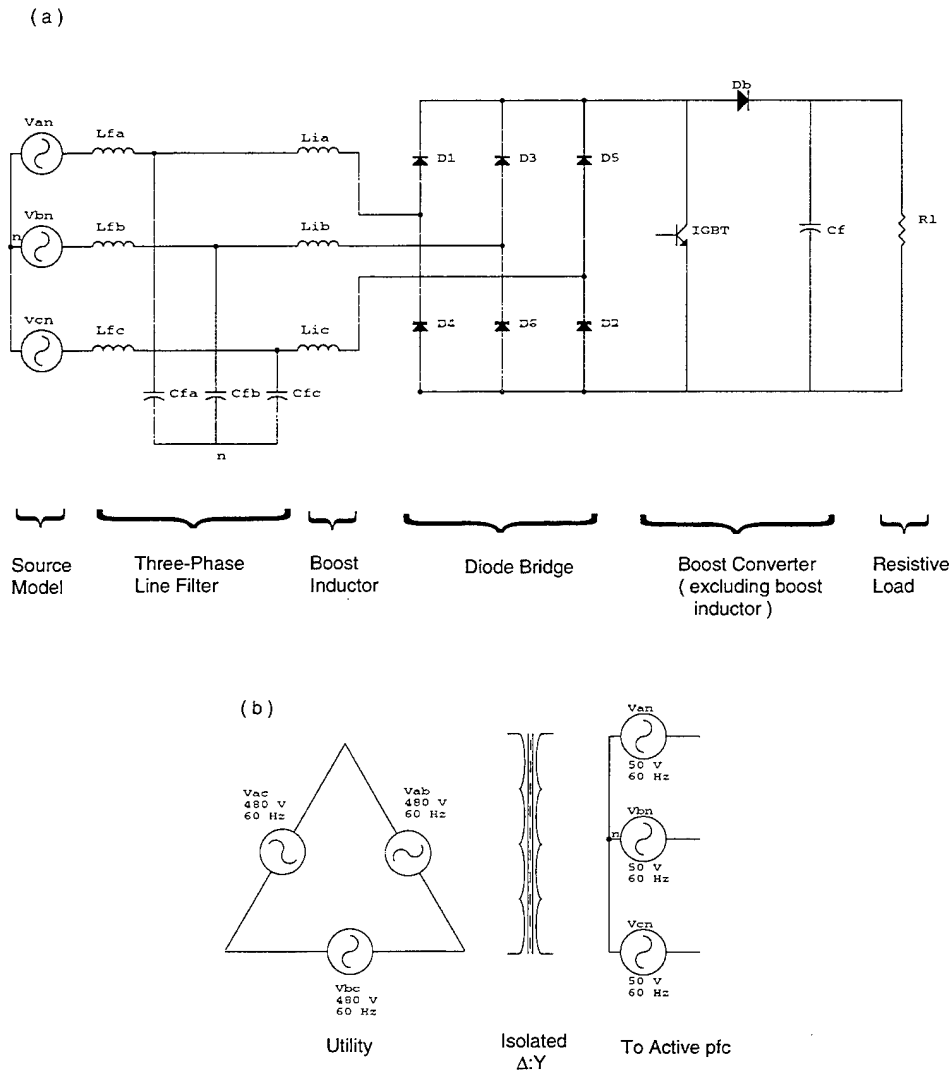 (a)
Db
Van
Lfa
Lia
D1
D3
D5
Vbn
Rl
n
Lfb
Lib
IGBT
Cf
Vcn
Lfc
Lic
D4
D6
D2
Cfa
Cfb
Cfc
n
Source
Model
Three-Phase
Line Filter
Boost
Inductor
Diode Bridge
Boost Converter
(excluding boost
inductor)
Resistive
Load
(b)
Van
50 V
60 Hz
Vac
480 V
60 Hz
Vab
480 V
60 Hz
Vbn
n
50 V
60 Hz
Vcn
50 V
60 Hz
Vbc
480 V
60 Hz
Utility
Isolated
Δ:Y
To Active pfc